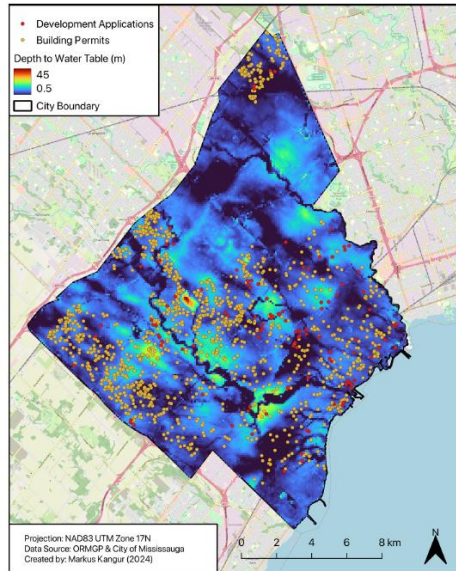 Development Applications
Building Permits
Depth to Water Table (m)
45
0.5
City Boundary
Projection: NAD83 UTM Zone 17N
Data Source: ORMGP & City of Mississauga
Created by: Markus Kangur (2024)
0 2 4 8 km
N